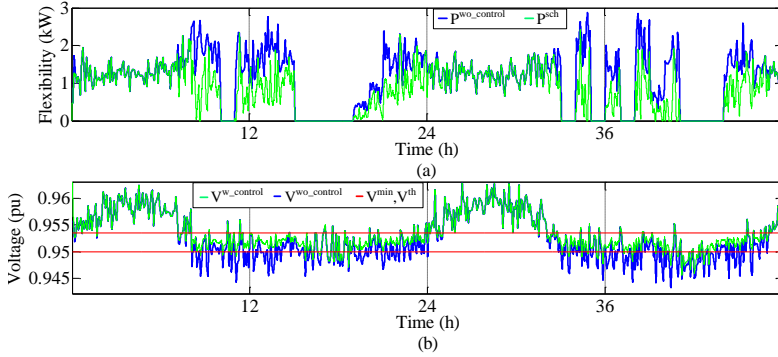 3
2
1
0
Flexibility (kW)
P^wo_control P^sch
12 24 36
Time (h)
(a)
0.96
0.955
0.950
0.945
Voltage (pu)
V^w_control V^wo_control V^min,V^th
12 24 36
Time (h)
(b)